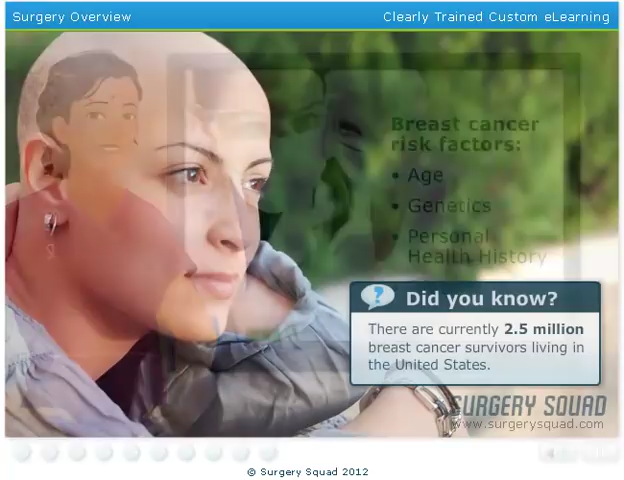 Surgery Overview
Clearly Trained Custom eLearning
Breast cancer
risk factors:
• Age
• Genetics
• Personal
Health History
Did you know?
There are currently 2.5 million
breast cancer survivors living in
the United States.
SURGERY SQUAD
www.surgerysquad.com
© Surgery Squad 2012